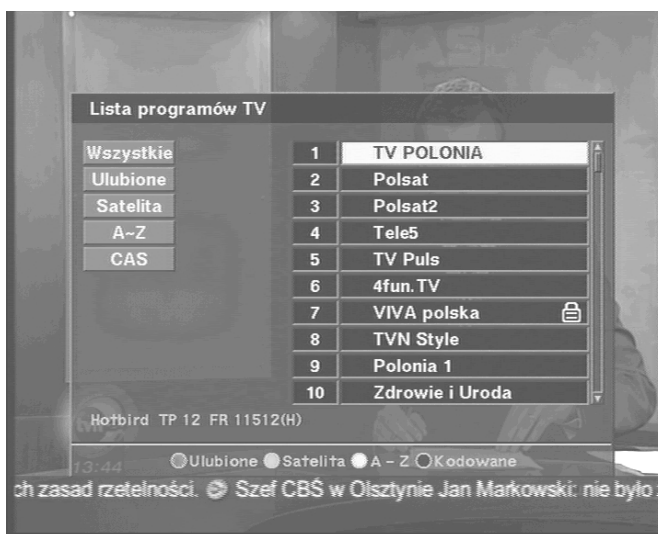 Lista programów TV
Wszystkie
Ulubione
Satelita
A~Z
CAS
1 TV POLONIA
2 Polsat
3 Polsat2
4 Tele5
5 TV Puls
6 4fun.TV
7 VIVA polska
8 TVN Style
9 Polonia 1
10 Zdrowie i Uroda
Hotbird TP 12 FR 11512(H)
Ulubione Satelita A – Z Kodowane
13:44
ch zasad rzetelności. Szef CBŚ w Olsztynie Jan Markowski: nie było